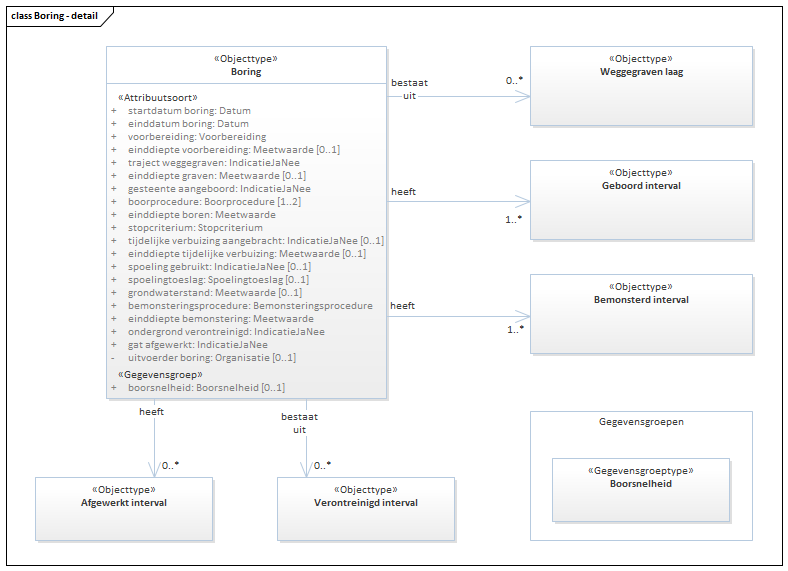 class Boring - detail
«Objecttype»
Boring
«Attribuutsoort»
+ startdatum boring: Datum
+ einddatum boring: Datum
+ voorbereiding: Voorbereiding
+ einddiepte voorbereiding: Meetwaarde [0..1]
+ traject weggegraven: IndicatieJaNee
+ einddiepte graven: Meetwaarde [0..1]
+ gesteente aangeboord: IndicatieJaNee
+ boorprocedure: Boorprocedure [1..2]
+ einddiepte boren: Meetwaarde
+ stopcriterium: Stopcriterium
+ tijdelijke verbuizing aangebracht: IndicatieJaNee [0..1]
+ einddiepte tijdelijke verbuizing: Meetwaarde [0..1]
+ spoeling gebruikt: IndicatieJaNee [0..1]
+ spoelingtoeslag: Spoelingtoeslag [0..1]
+ grondwaterstand: Meetwaarde [0..1]
+ bemonsteringsprocedure: Bemonsteringsprocedure
+ einddiepte bemonstering: Meetwaarde
+ ondergrond verontreinigd: IndicatieJaNee
+ gat afgewerkt: IndicatieJaNee
- uitvoerder boring: Organisatie [0..1]
«Gegevensgroep»
+ boorsnelheid: Boorsnelheid [0..1]
bestaat
uit
0..*
«Objecttype»
Weggegraven laag
heeft
1..*
«Objecttype»
Geboord interval
heeft
1..*
«Objecttype»
Bemonsterd interval
heeft
0..*
«Objecttype»
Afgewerkt interval
bestaat
uit
0..*
«Objecttype»
Verontreinigd interval
Gegevensgroepen
«Gegevensgroeptype»
Boorsnelheid